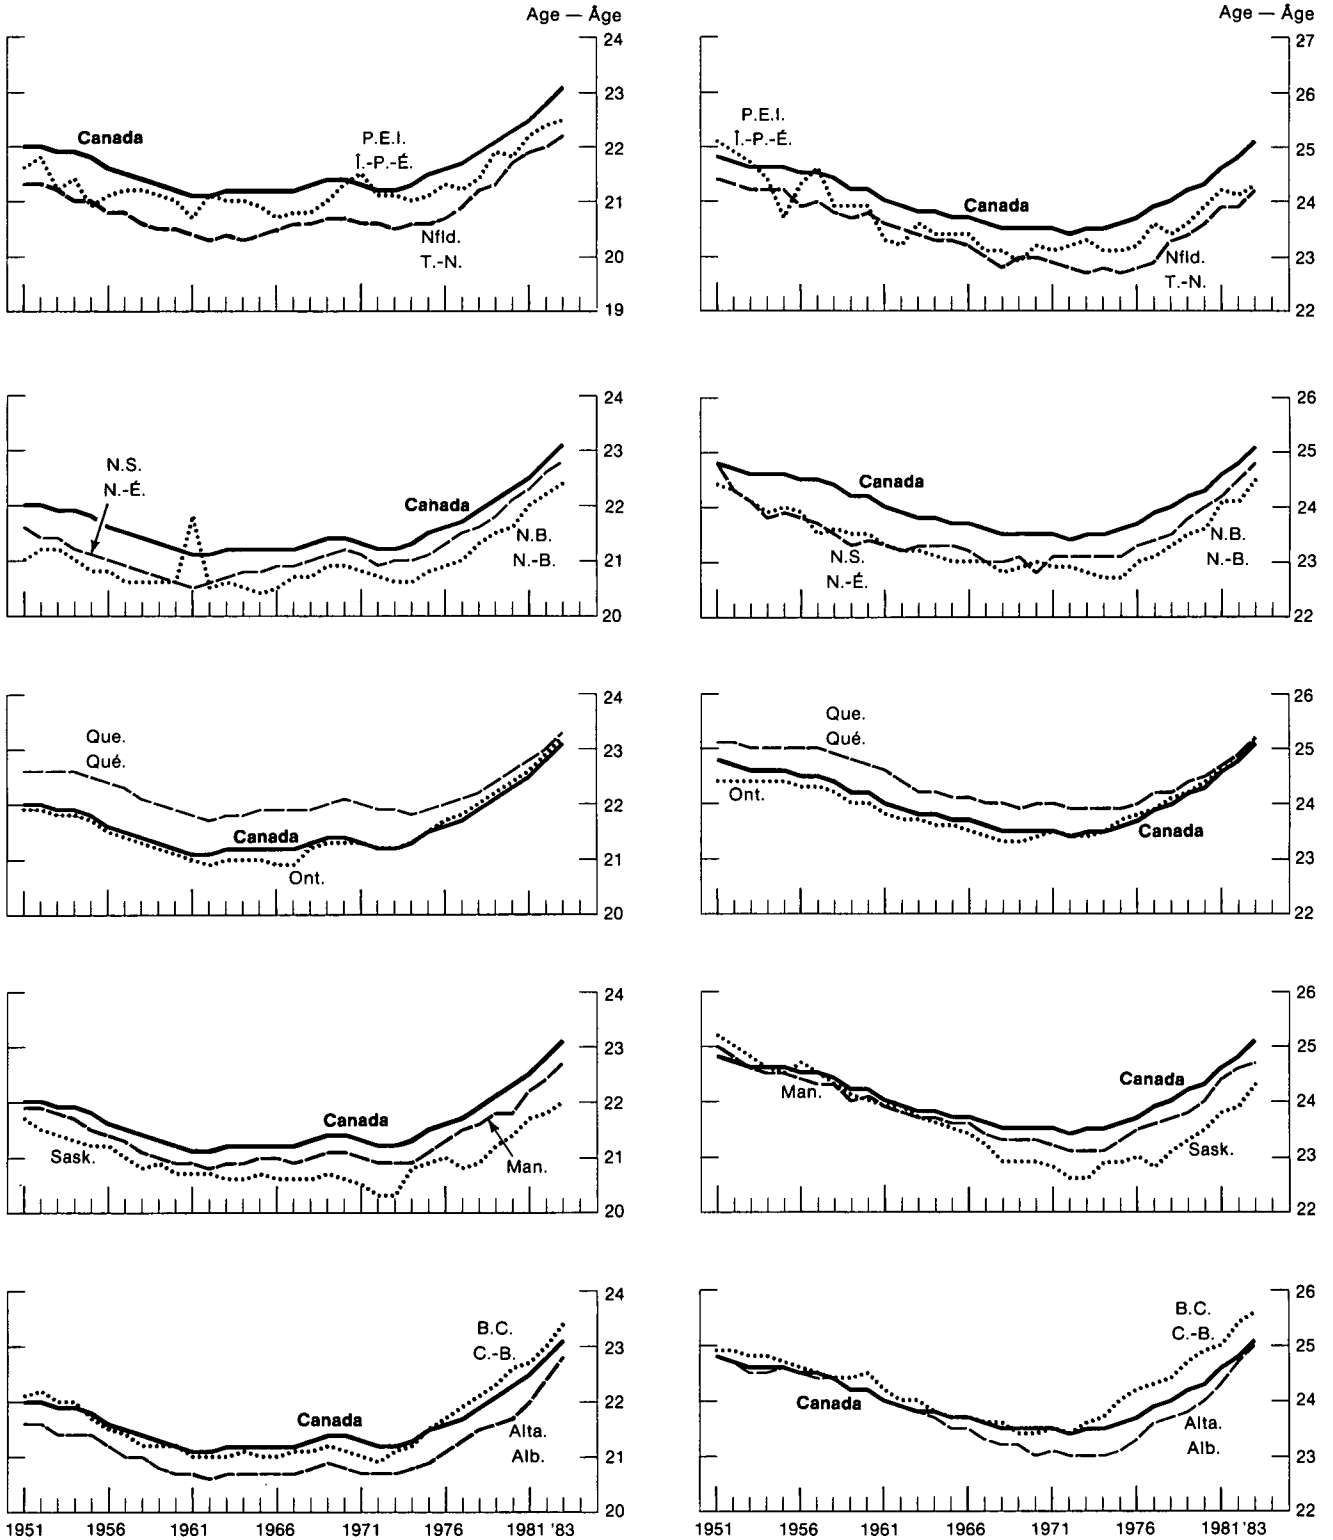 Age — Âge
24
23
22
21
20
19
Canada
P.E.I.
Î.-P.-É.
Nfld.
T.-N.
Age — Âge
27
26
25
24
23
22
P.E.I.
Î.-P.-É.
Canada
Nfld.
T.-N.
24
23
22
21
20
N.S.
N.-É.
Canada
N.B.
N.-B.
26
25
24
23
22
Canada
N.S.
N.-É.
N.B.
N.-B.
24
23
22
21
20
Que.
Qué.
Canada
Ont.
26
25
24
23
22
Que.
Qué.
Ont.
Canada
24
23
22
21
20
Canada
Sask.
Man.
26
25
24
23
22
Canada
Man.
Sask.
24
23
22
21
20
B.C.
C.-B.
Canada
Alta.
Alb.
1951 1956 1961 1966 1971 1976 1981 '83
26
25
24
23
22
B.C.
C.-B.
Canada
Alta.
Alb.
1951 1956 1961 1966 1971 1976 1981 '83